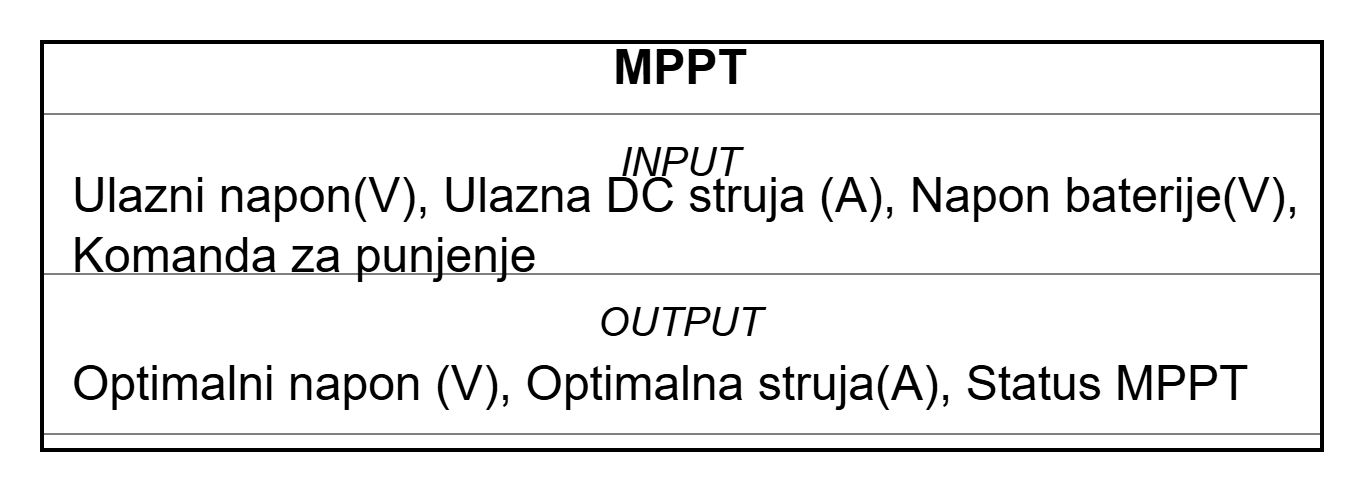 MPPT
INPUT
Ulazni napon(V), Ulazna DC struja (A), Napon baterije(V),
Komanda za punjenje
OUTPUT
Optimalni napon (V), Optimalna struja(A), Status MPPT